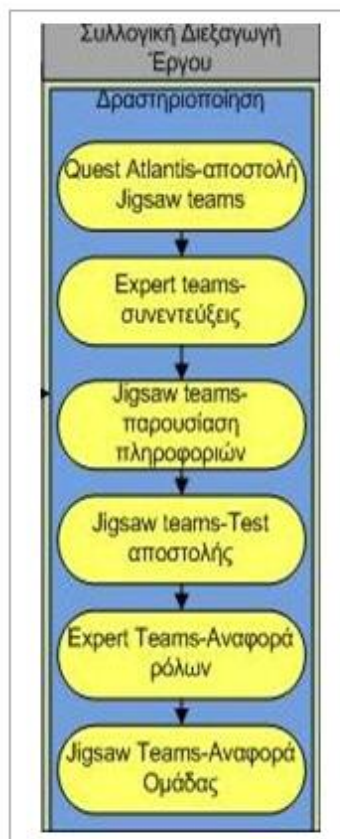 Συλλογική Διεξαγωγή
Έργου
Δραστηριοποίηση
Quest Atlantis-αποστολή
Jigsaw teams
Expert teams-
συνεντεύξεις
Jigsaw teams-
παρουσίαση
πληροφοριών
Jigsaw teams-Test
αποστολής
Expert Teams-Αναφορά
ρόλων
Jigsaw Teams-Αναφορά
Ομάδας